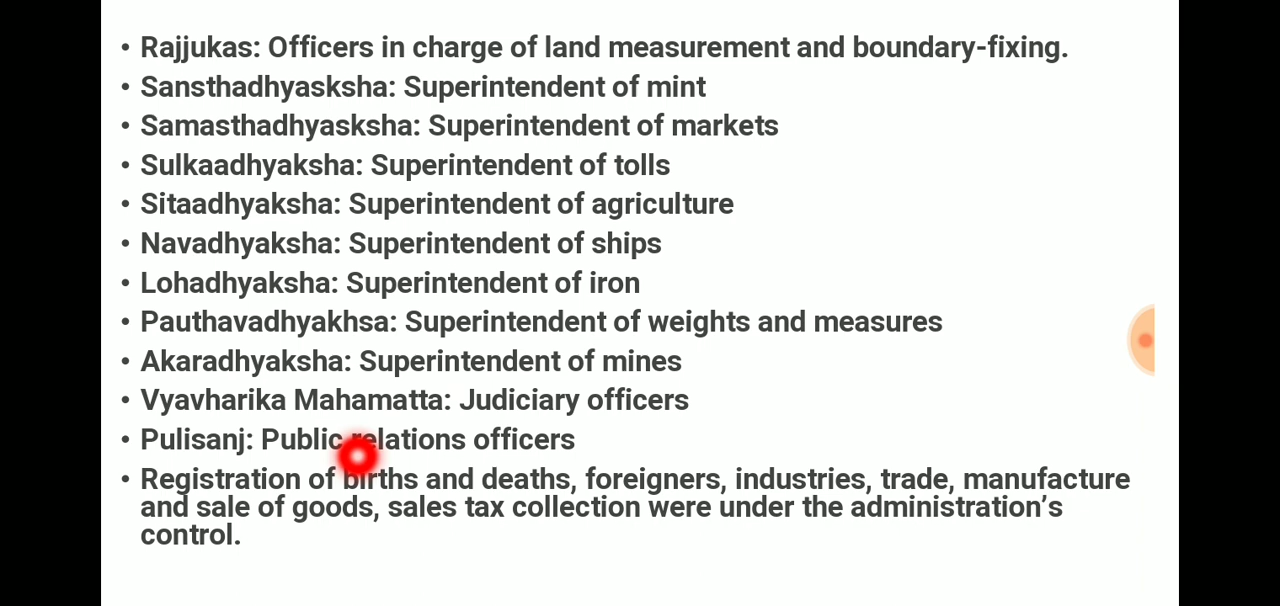 • Rajjukas: Officers in charge of land measurement and boundary-fixing.
• Sansthadhyasksha: Superintendent of mint
• Samasthadhyasksha: Superintendent of markets
• Sulkaadhyaksha: Superintendent of tolls
• Sitaadhyaksha: Superintendent of agriculture
• Navadhyaksha: Superintendent of ships
• Lohadhyaksha: Superintendent of iron
• Pauthavadhyakhsa: Superintendent of weights and measures
• Akaradhyaksha: Superintendent of mines
• Vyavharika Mahamatta: Judiciary officers
• Pulisanj: Public relations officers
• Registration of births and deaths, foreigners, industries, trade, manufacture
and sale of goods, sales tax collection were under the administration’s
control.